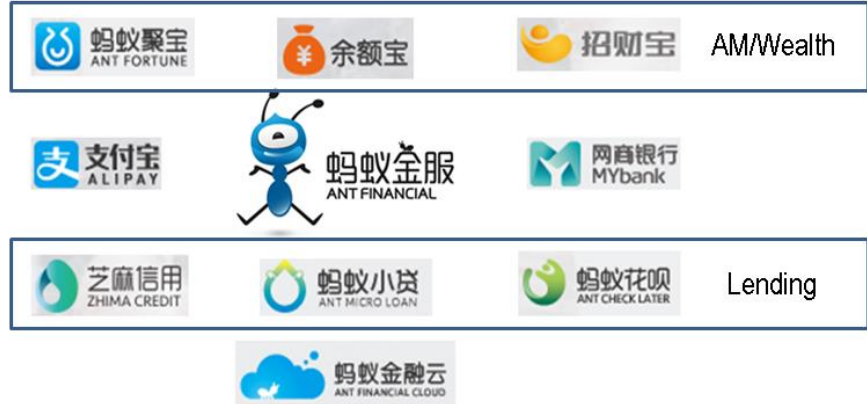 蚂蚁聚宝
ANT FORTUNE
余额宝
招财宝
AM/Wealth
支付宝
ALIPAY
蚂蚁金服
ANT FINANCIAL
网商银行
MYbank
芝麻信用
ZHIMA CREDIT
蚂蚁小贷
ANT MICRO LOAN
蚂蚁花呗
ANT CHECK LATER
Lending
蚂蚁金融云
ANT FINANCIAL CLOUD